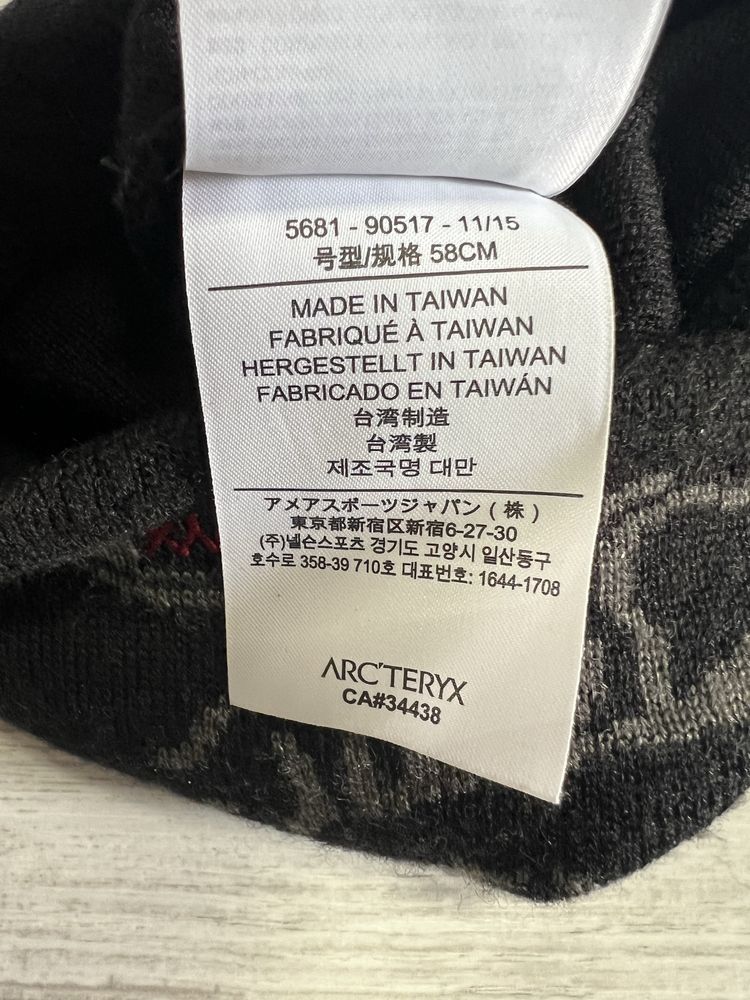 5681 - 90517 - 11/15
号型/规格 58CM
MADE IN TAIWAN
FABRIQUÉ À TAIWAN
HERGESTELLT IN TAIWAN
FABRICADO EN TAIWÁN
台湾制造
台湾製
제조국명 대만
アメアスポーツジャパン(株)
東京都新宿区新宿6-27-30
(주)넬슨스포츠 경기도 고양시 일산동구
호수로 358-39 710호 대표번호: 1644-1708
ARC'TERYX
CA#34438